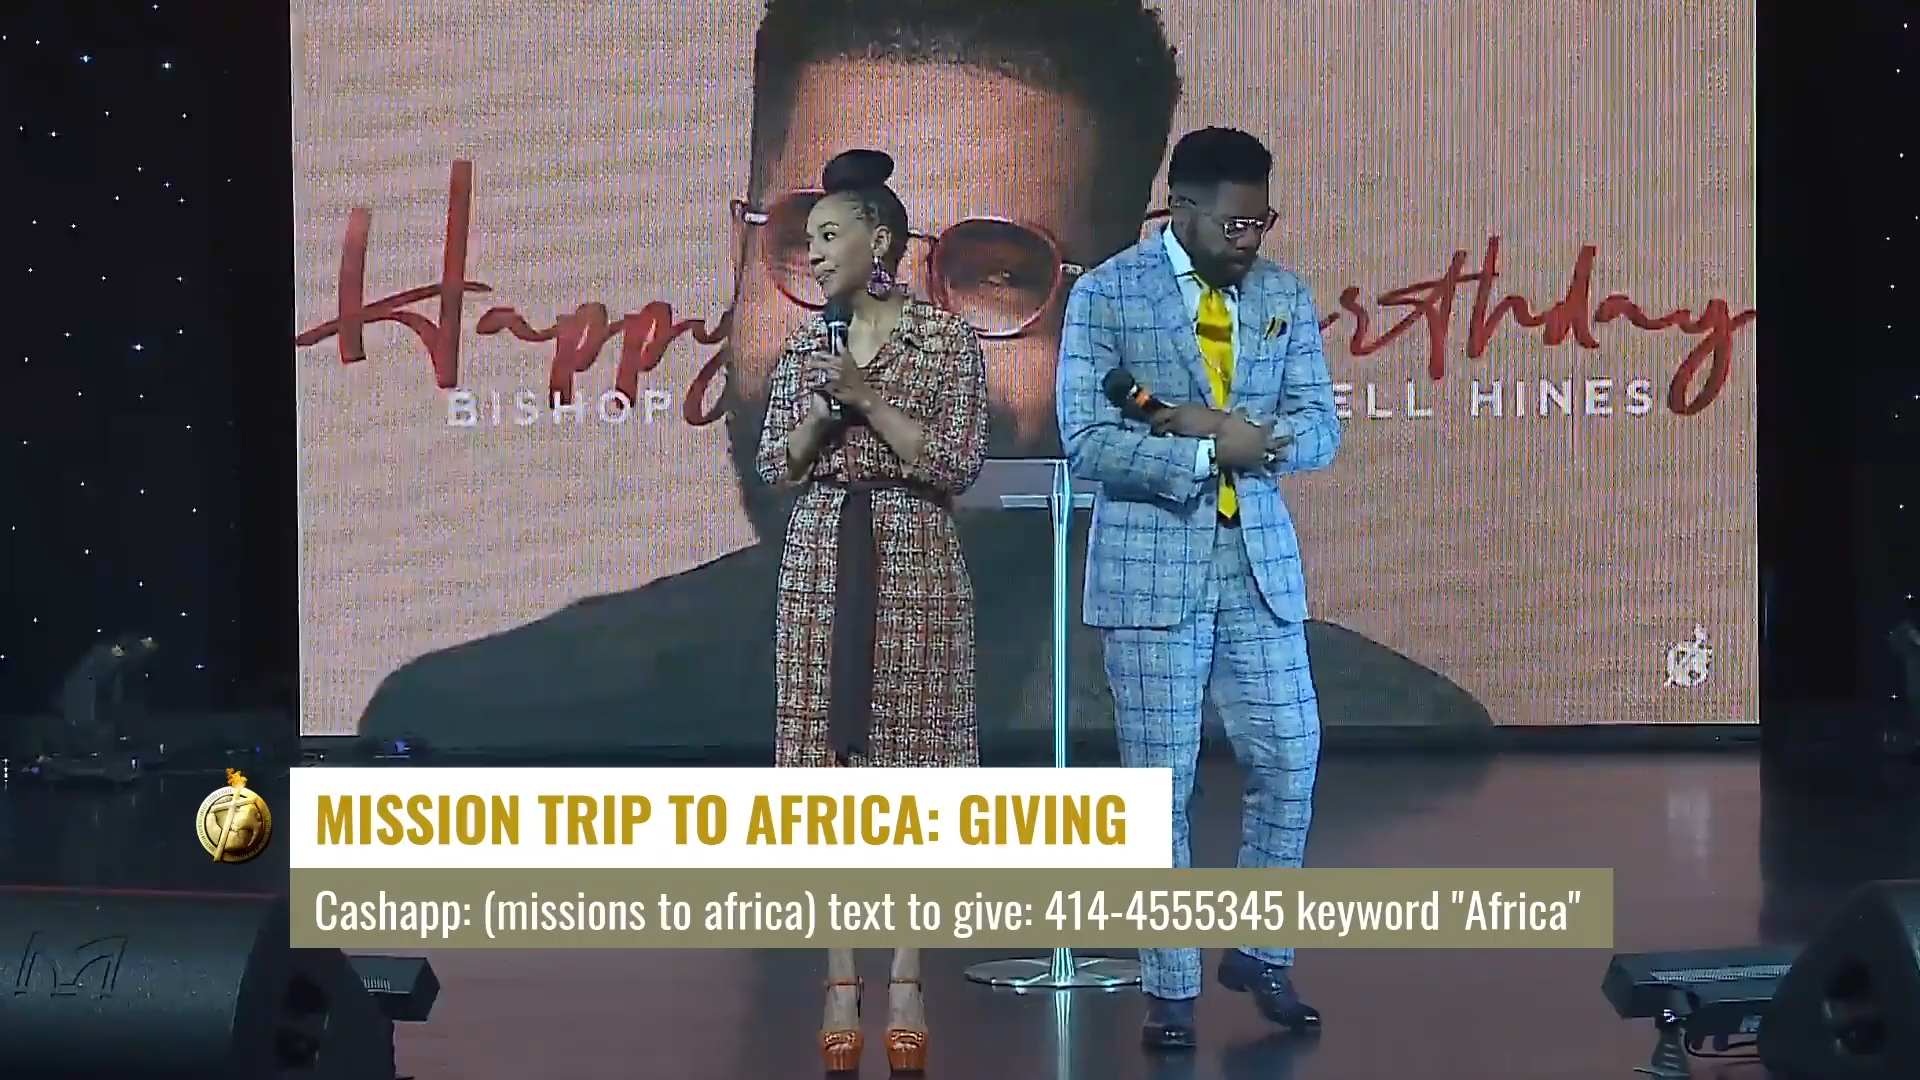 Happy
BISHOP
ELL HINES
MISSION TRIP TO AFRICA: GIVING
Cashapp: (missions to africa) text to give: 414-4555345 keyword "Africa"